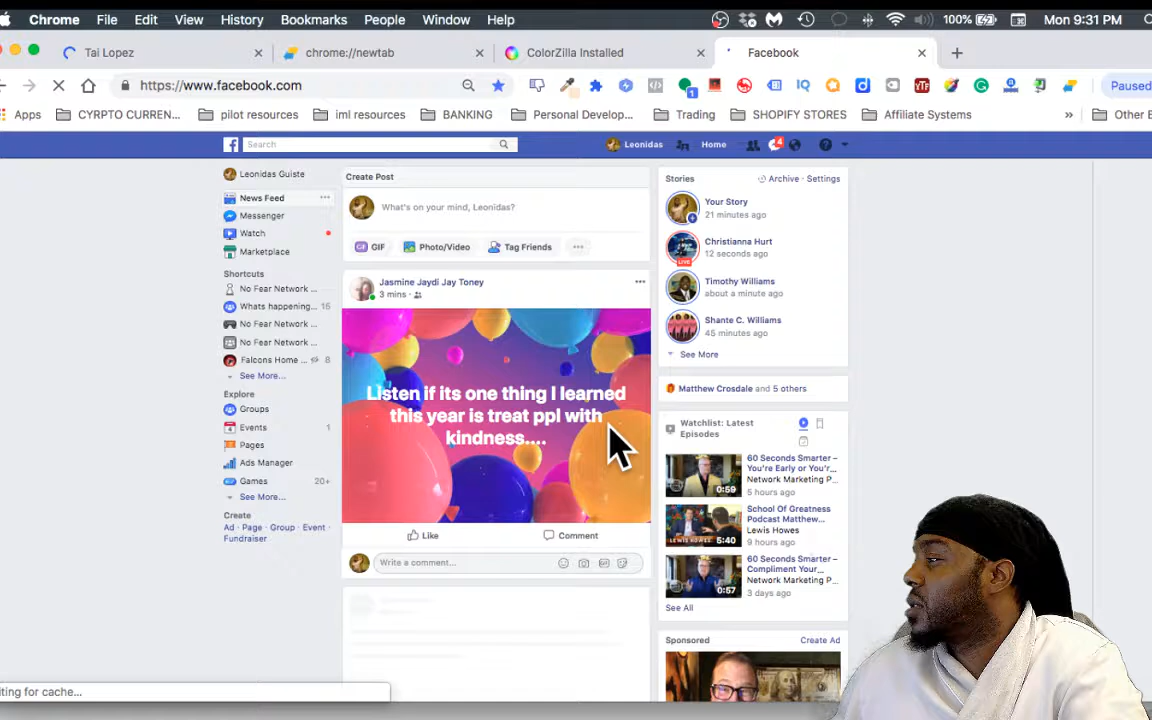 Chrome File Edit View History Bookmarks People Window Help 100% Mon 9:31 PM
Tai Lopez chrome://newtab ColorZilla Installed Facebook
https://www.facebook.com Paused
Apps CYRPTO CURREN... pilot resources iml resources BANKING Personal Develop... Trading SHOPIFY STORES Affiliate Systems » Other B
Search Leonidas Home 4
Leonidas Guiste
News Feed
Messenger
Watch
Marketplace
Shortcuts
No Fear Network ...
Whats happening... 16
No Fear Network ...
No Fear Network ...
Falcons Home ... 8
See More...
Explore
Groups
Events 1
Pages
Ads Manager
Games 20+
See More...
Create
Ad · Page · Group · Event ·
Fundraiser
Create Post
What's on your mind, Leonidas?
GIF Photo/Video Tag Friends
Jasmine Jaydi Jay Toney
3 mins ·
Listen if its one thing I learned
this year is treat ppl with
kindness....
Like Comment
Write a comment...
Stories Archive · Settings
Your Story
21 minutes ago
Christianna Hurt
12 seconds ago
LIVE
Timothy Williams
about a minute ago
Shante C. Williams
45 minutes ago
See More
Matthew Crosdale and 5 others
Watchlist: Latest
Episodes
60 Seconds Smarter –
You're Early or You'r...
Network Marketing P...
5 hours ago
0:59
School Of Greatness
Podcast Matthew...
Lewis Howes
9 hours ago
5:40
60 Seconds Smarter –
Compliment Your...
Network Marketing P...
3 days ago
0:57
See All
Sponsored Create Ad
iting for cache...